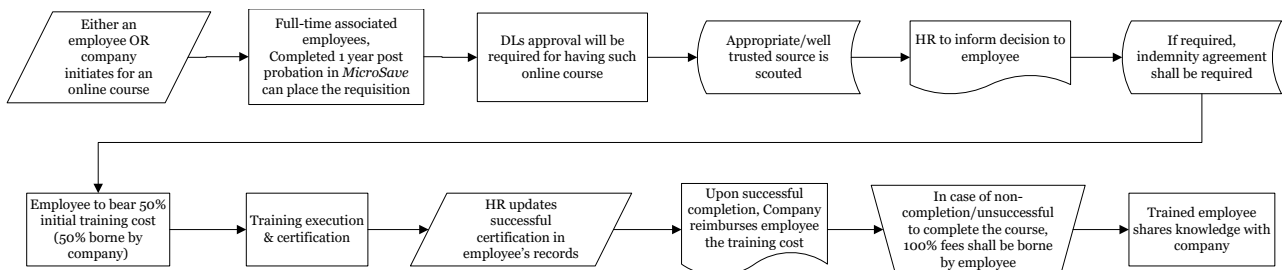 Either an
employee OR
company
initiates for an
online course
Full-time associated
employees,
Completed 1 year post
probation in MicroSave
can place the requisition
DLs approval will be
required for having such
online course
Appropriate/well
trusted source is
scouted
HR to inform decision to
employee
If required,
indemnity agreement
shall be required
Employee to bear 50%
initial training cost
(50% borne by
company)
Training execution
& certification
HR updates
successful
certification in
employee's records
Upon successful
completion, Company
reimburses employee
the training cost
In case of non-
completion/unsuccessful
to complete the course,
100% fees shall be borne
by employee
Trained employee
shares knowledge with
company